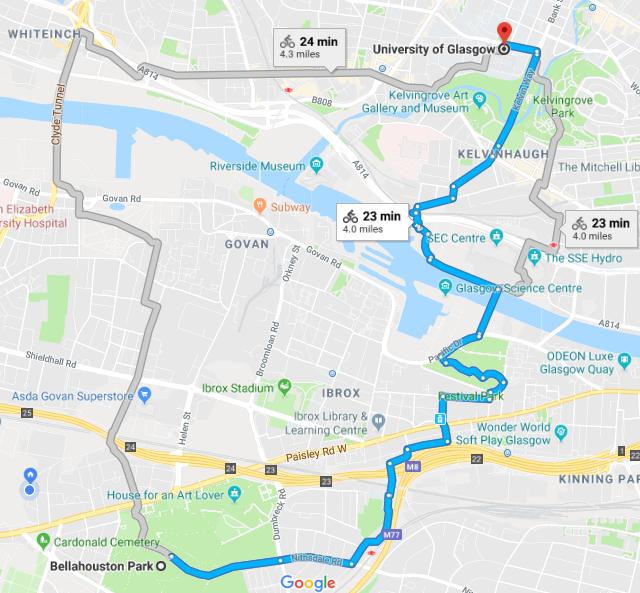 WHITEINCH
24 min
4.3 miles
University of Glasgow
Bank S
A814
B808
Kelvin Way
Clyde Tunnel
Kelvingrove Art
Gallery and Museum
Kelvingrove
Park
KELVINHAUGH
Riverside Museum
A814
The Mitchell Lib
Govan Rd
Govan Rd
n Elizabeth
versity Hospital
Subway
23 min
4.0 miles
SEC Centre
23 min
4.0 miles
GOVAN
Govan Rd
The SSE Hydro
Orkney St
Glasgow Science Centre
A814
Pacific Dr
Broomloan Rd
Shieldhall Rd
ODEON Luxe
Glasgow Quay
Ibrox Stadium
IBROX
Festival Park
Asda Govan Superstore
25
Helen St
Ibrox Library &
Learning Centre
Wonder World
Soft Play Glasgow
24
Paisley Rd W
22
1
22
24
23
M8
23
KINNING PAR
House for an Art Lover
Dumbreck Rd
M77
Cardonald Cemetery
Bellahouston Park
Nithsdale Rd
Google